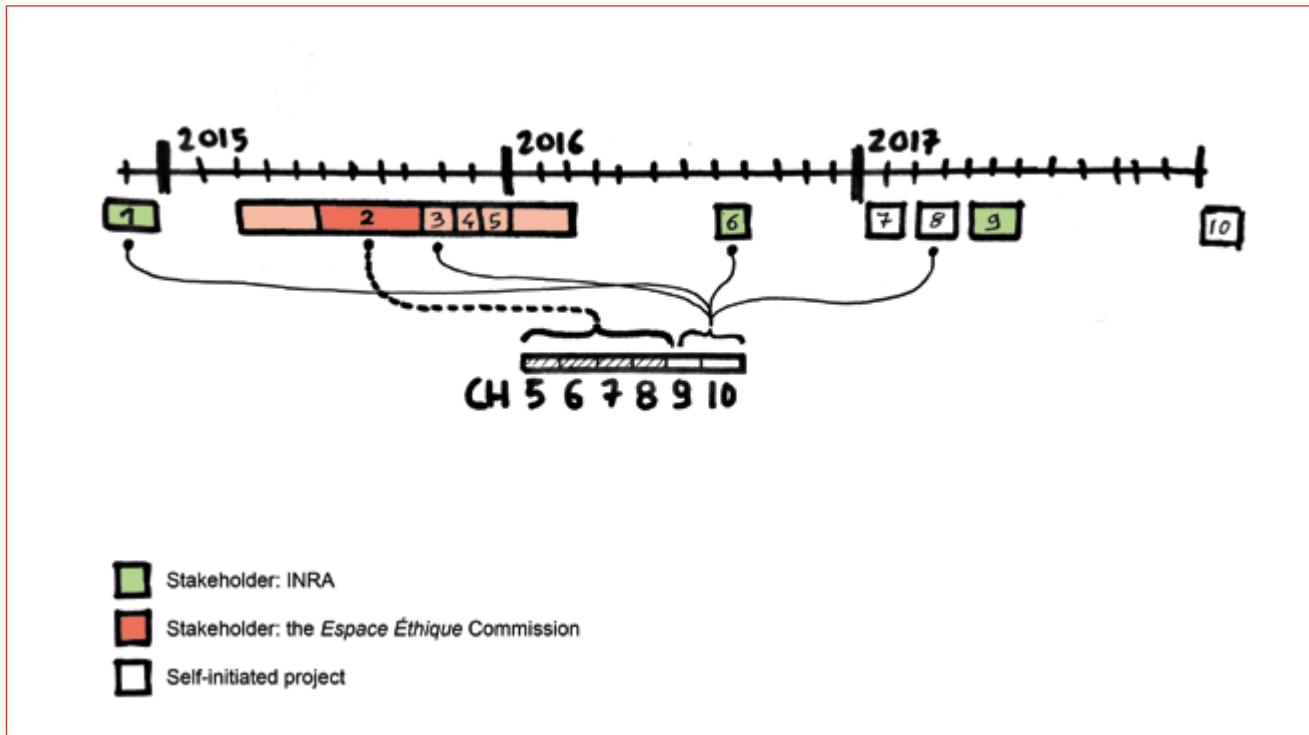 2015 2016 2017
1 2 3 4 5 6 7 8 9 10
CH 5 6 7 8 9 10
Stakeholder: INRA
Stakeholder: the Espace Éthique Commission
Self-initiated project